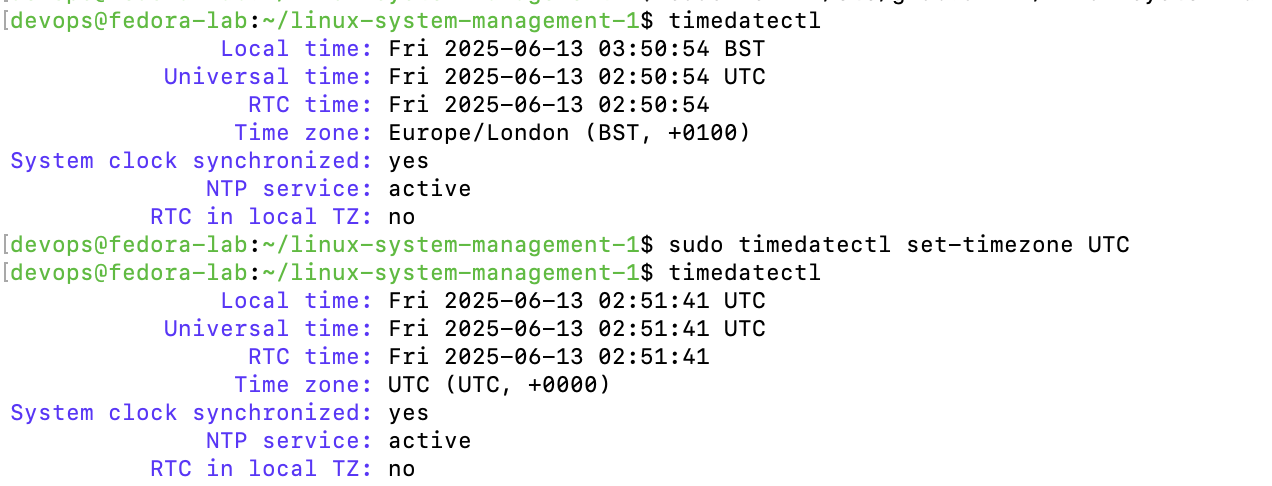 [devops@fedora-lab:~/linux-system-management-1$ timedatectl
Local time: Fri 2025-06-13 03:50:54 BST
Universal time: Fri 2025-06-13 02:50:54 UTC
RTC time: Fri 2025-06-13 02:50:54
Time zone: Europe/London (BST, +0100)
System clock synchronized: yes
NTP service: active
RTC in local TZ: no
[devops@fedora-lab:~/linux-system-management-1$ sudo timedatectl set-timezone UTC
[devops@fedora-lab:~/linux-system-management-1$ timedatectl
Local time: Fri 2025-06-13 02:51:41 UTC
Universal time: Fri 2025-06-13 02:51:41 UTC
RTC time: Fri 2025-06-13 02:51:41
Time zone: UTC (UTC, +0000)
System clock synchronized: yes
NTP service: active
RTC in local TZ: no